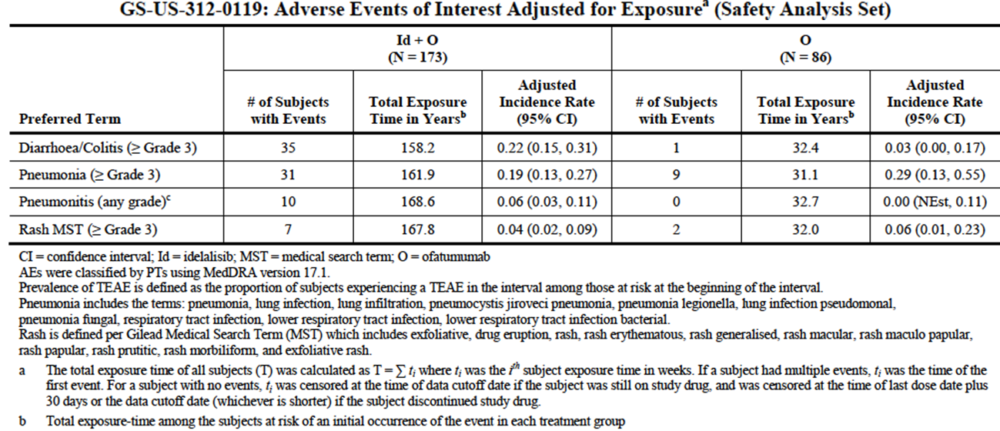 GS-US-312-0119: Adverse Events of Interest Adjusted for Exposureᵃ (Safety Analysis Set)
Id + O
(N = 173)
O
(N = 86)
Preferred Term
# of Subjects with Events
Total Exposure Time in Yearsᵇ
Adjusted Incidence Rate (95% CI)
# of Subjects with Events
Total Exposure Time in Yearsᵇ
Adjusted Incidence Rate (95% CI)
Diarrhoea/Colitis (≥ Grade 3) 35 158.2 0.22 (0.15, 0.31) 1 32.4 0.03 (0.00, 0.17)
Pneumonia (≥ Grade 3) 31 161.9 0.19 (0.13, 0.27) 9 31.1 0.29 (0.13, 0.55)
Pneumonitis (any grade)ᶜ 10 168.6 0.06 (0.03, 0.11) 0 32.7 0.00 (NEst, 0.11)
Rash MST (≥ Grade 3) 7 167.8 0.04 (0.02, 0.09) 2 32.0 0.06 (0.01, 0.23)
CI = confidence interval; Id = idelalisib; MST = medical search term; O = ofatumumab
AEs were classified by PTs using MedDRA version 17.1.
Prevalence of TEAE is defined as the proportion of subjects experiencing a TEAE in the interval among those at risk at the beginning of the interval.
Pneumonia includes the terms: pneumonia, lung infection, lung infiltration, pneumocystis jiroveci pneumonia, pneumonia legionella, lung infection pseudomonal,
pneumonia fungal, respiratory tract infection, lower respiratory tract infection, lower respiratory tract infection bacterial.
Rash is defined per Gilead Medical Search Term (MST) which includes exfoliative, drug eruption, rash, rash erythematous, rash generalised, rash macular, rash maculo papular,
rash papular, rash prutitic, rash morbiliform, and exfoliative rash.
a The total exposure time of all subjects (T) was calculated as T = ∑ tᵢ where tᵢ was the iᵗʰ subject exposure time in weeks. If a subject had multiple events, tᵢ was the time of the
first event. For a subject with no events, tᵢ was censored at the time of data cutoff date if the subject was still on study drug, and was censored at the time of last dose date plus
30 days or the data cutoff date (whichever is shorter) if the subject discontinued study drug.
b Total exposure-time among the subjects at risk of an initial occurrence of the event in each treatment group